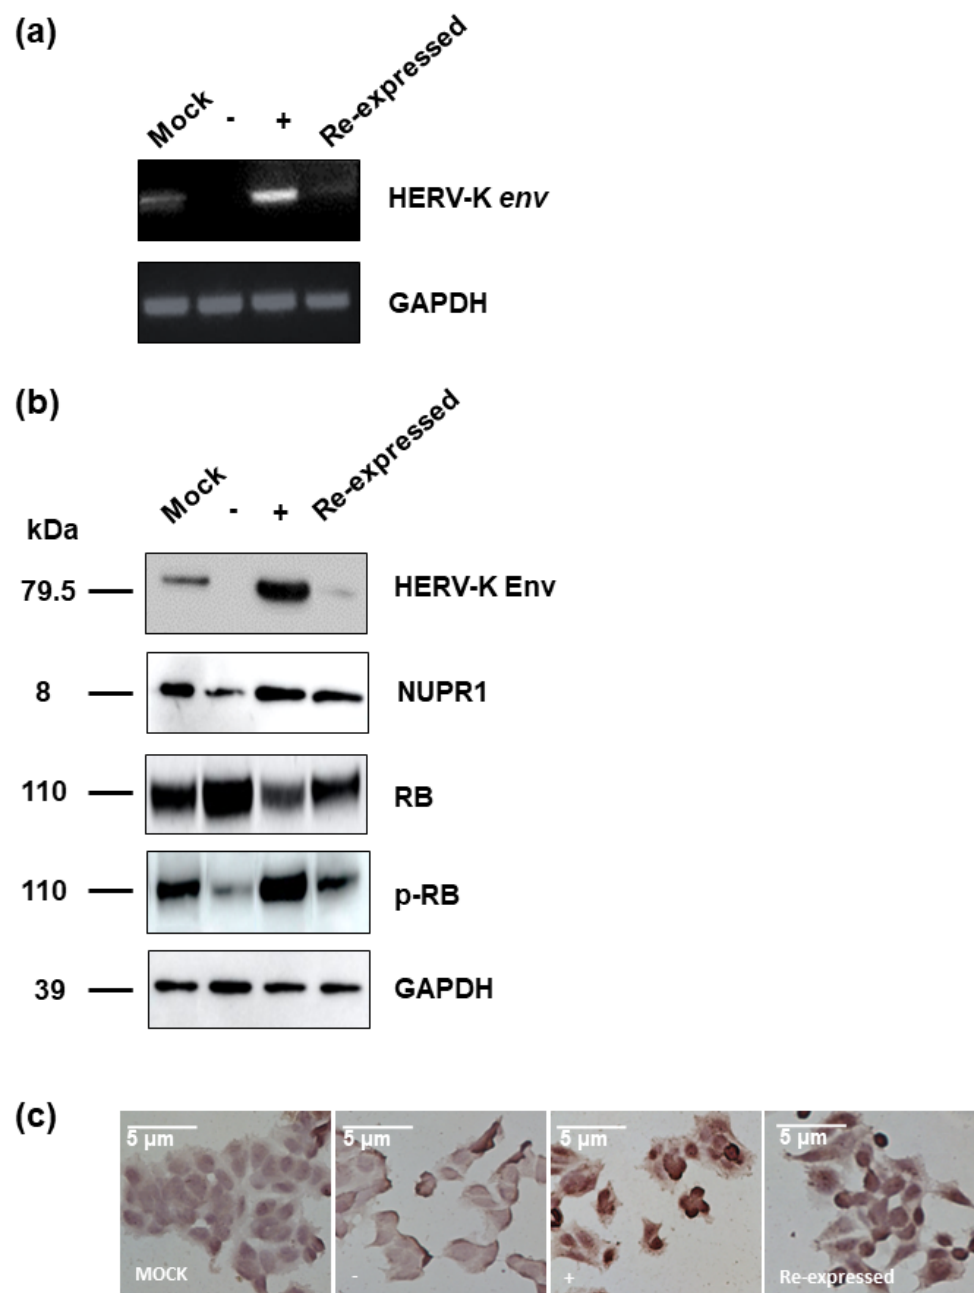 (a)
Mock - + Re-expressed
HERV-K env
GAPDH
(b)
Mock - + Re-expressed
kDa
79.5 HERV-K Env
8 NUPR1
110 RB
110 p-RB
39 GAPDH
(c)
5 µm 5 µm 5 µm 5 µm
MOCK - + Re-expressed